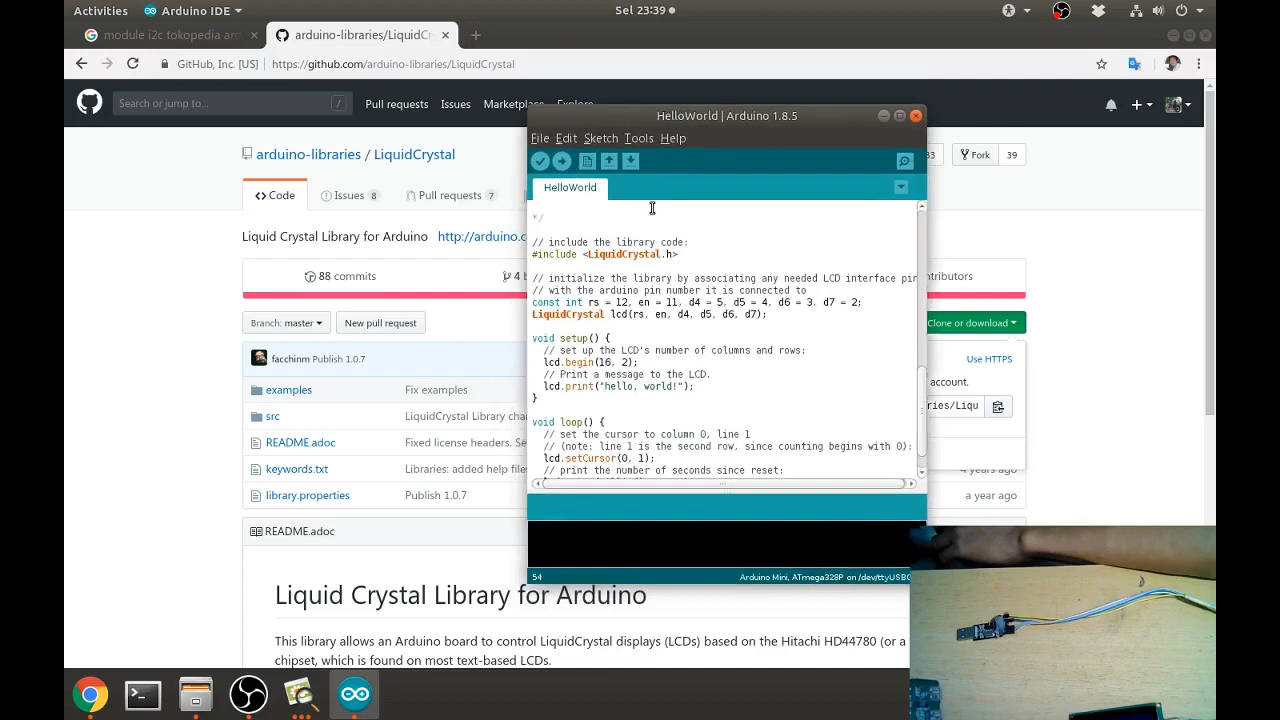 Activities
Arduino IDE
Sel 23:39
module i2c tokopedia ard
arduino-libraries/LiquidCr
GitHub, Inc. [US]
https://github.com/arduino-libraries/LiquidCrystal
Search or jump to...
/
Pull requests
Issues
Marketplace
Explore
arduino-libraries / LiquidCrystal
33
Fork
39
<> Code
Issues 8
Pull requests 7
Liquid Crystal Library for Arduino
http://arduino.c
88 commits
4 b
ntributors
Branch: master
New pull request
Clone or download
facchinm Publish 1.0.7
Use HTTPS
account.
ries/Liqu
examples
Fix examples
src
LiquidCrystal Library char
README.adoc
Fixed license headers. Se
keywords.txt
Libraries: added help files
4 years ago
library.properties
Publish 1.0.7
a year ago
README.adoc
Liquid Crystal Library for Arduino
This library allows an Arduino board to control LiquidCrystal displays (LCDs) based on the Hitachi HD44780 (or a
chipset, which is found on most text-based LCDs.
HelloWorld | Arduino 1.8.5
File Edit Sketch Tools Help
HelloWorld
*/
// include the library code:
#include <LiquidCrystal.h>
// initialize the library by associating any needed LCD interface pin
// with the arduino pin number it is connected to
const int rs = 12, en = 11, d4 = 5, d5 = 4, d6 = 3, d7 = 2;
LiquidCrystal lcd(rs, en, d4, d5, d6, d7);
void setup() {
// set up the LCD's number of columns and rows:
lcd.begin(16, 2);
// Print a message to the LCD.
lcd.print("hello, world!");
}
void loop() {
// set the cursor to column 0, line 1
// (note: line 1 is the second row, since counting begins with 0):
lcd.setCursor(0, 1);
// print the number of seconds since reset:
54
Arduino Mini, ATmega328P on /dev/ttyUSB0